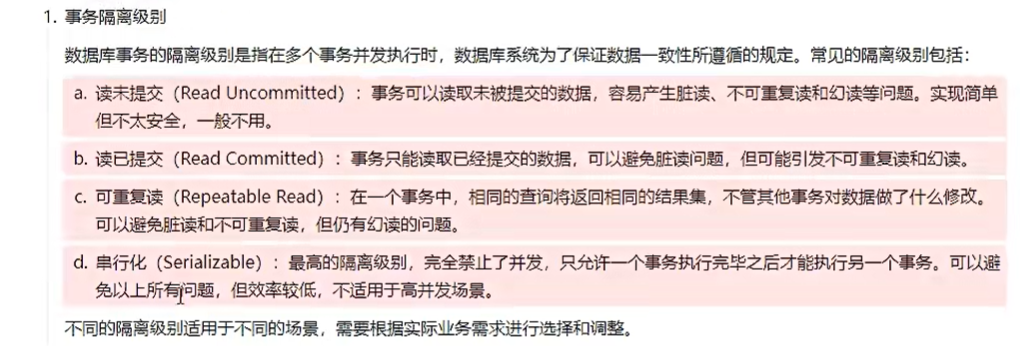 1. 事务隔离级别
数据库事务的隔离级别是指在多个事务并发执行时，数据库系统为了保证数据一致性所遵循的规定。常见的隔离级别包括：
a. 读未提交（Read Uncommitted）：事务可以读取未被提交的数据，容易产生脏读、不可重复读和幻读等问题。实现简单
但不太安全，一般不用。
b. 读已提交（Read Committed）：事务只能读取已经提交的数据，可以避免脏读问题，但可能引发不可重复读和幻读。
c. 可重复读（Repeatable Read）：在一个事务中，相同的查询将返回相同的结果集，不管其他事务对数据做了什么修改。
可以避免脏读和不可重复读，但仍有幻读的问题。
d. 串行化（Serializable）：最高的隔离级别，完全禁止了并发，只允许一个事务执行完毕之后才能执行另一个事务。可以避
免以上所有问题，但效率较低，不适用于高并发场景。
不同的隔离级别适用于不同的场景，需要根据实际业务需求进行选择和调整。